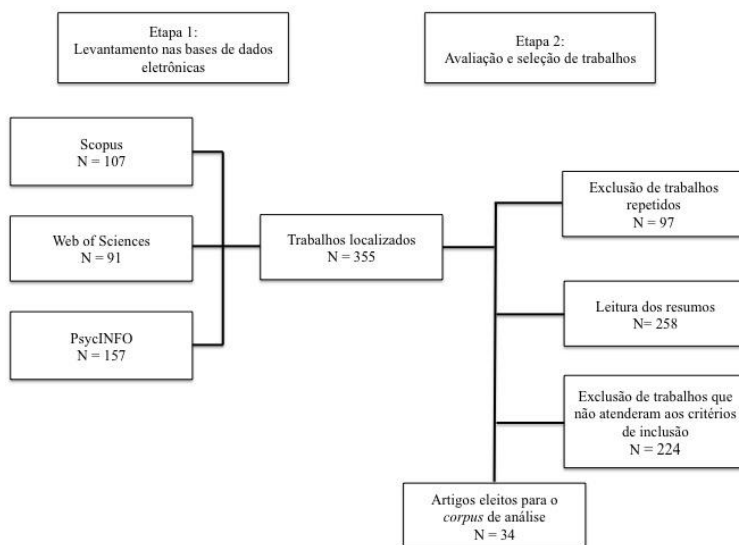 Etapa 1:
Levantamento nas bases de dados
eletrônicas
Etapa 2:
Avaliação e seleção de trabalhos
Scopus
N = 107
Web of Sciences
N = 91
PsycINFO
N = 157
Trabalhos localizados
N = 355
Exclusão de trabalhos
repetidos
N = 97
Leitura dos resumos
N= 258
Exclusão de trabalhos que
não atenderam aos critérios
de inclusão
N = 224
Artigos eleitos para o
corpus de análise
N = 34